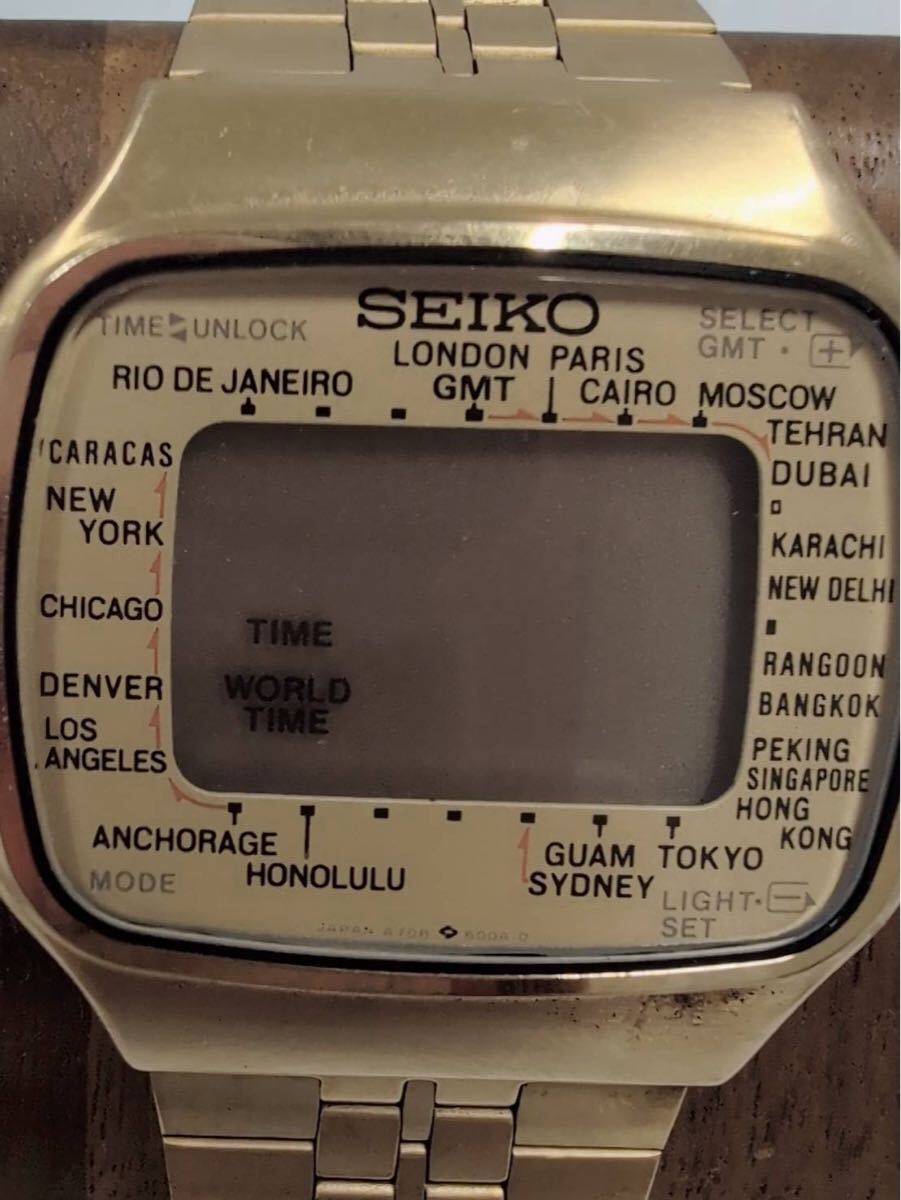 SEIKO
TIME UNLOCK
SELECT
GMT · +
LONDON PARIS
RIO DE JANEIRO GMT CAIRO MOSCOW
TEHRAN
CARACAS
DUBAI
NEW
YORK
KARACHI
NEW DELHI
CHICAGO
TIME
RANGOON
DENVER
WORLD
TIME
BANGKOK
LOS
ANGELES
PEKING
SINGAPORE
HONG
KONG
ANCHORAGE
HONOLULU
GUAM TOKYO
SYDNEY
MODE
LIGHT · −
SET
JAPAN